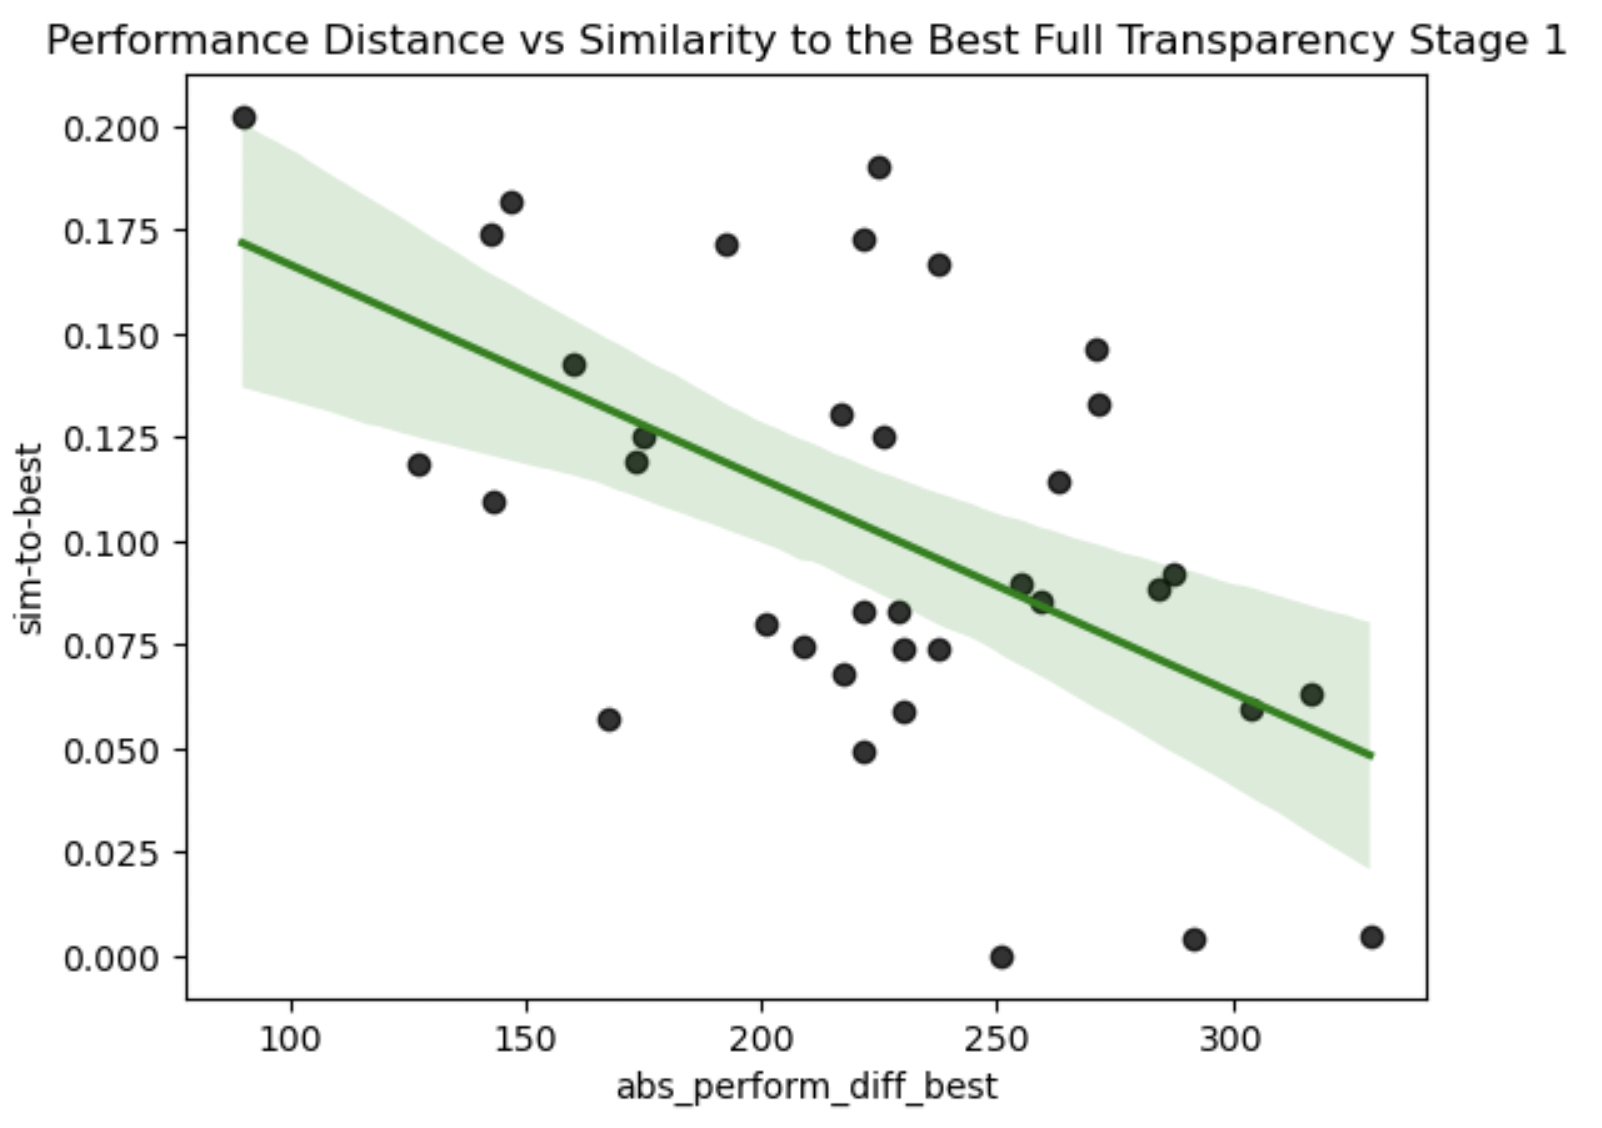 Performance Distance vs Similarity to the Best Full Transparency Stage 1
0.200
0.175
0.150
0.125
0.100
0.075
0.050
0.025
0.000
sim-to-best
100 150 200 250 300
abs_perform_diff_best